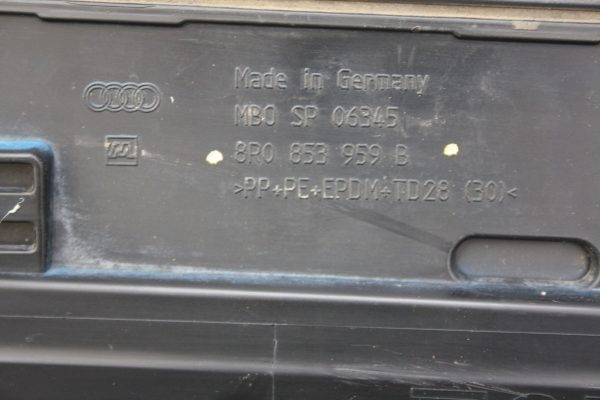 Made in Germany
MBO SP 06345
8R0 853 959 B
>PP+PE+EPDM+TD28 (30)<